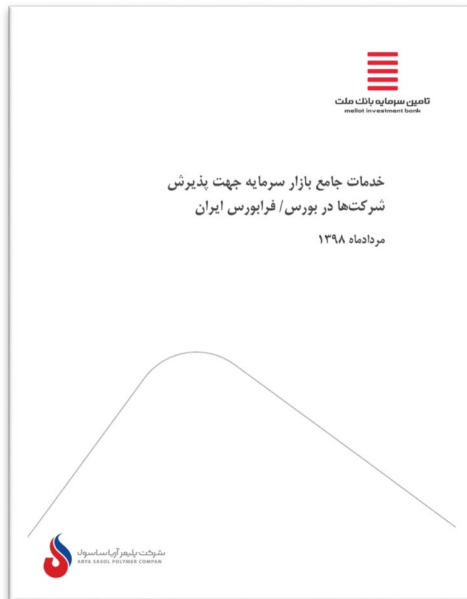 تامین سرمایه بانک ملت
mellat investment bank
خدمات جامع بازار سرمایه جهت پذیرش
شرکت‌ها در بورس/ فرابورس ایران
مردادماه ۱۳۹۸
شرکت پلیمر آریاساسول
ARYA SASOL POLYMER COMPAN